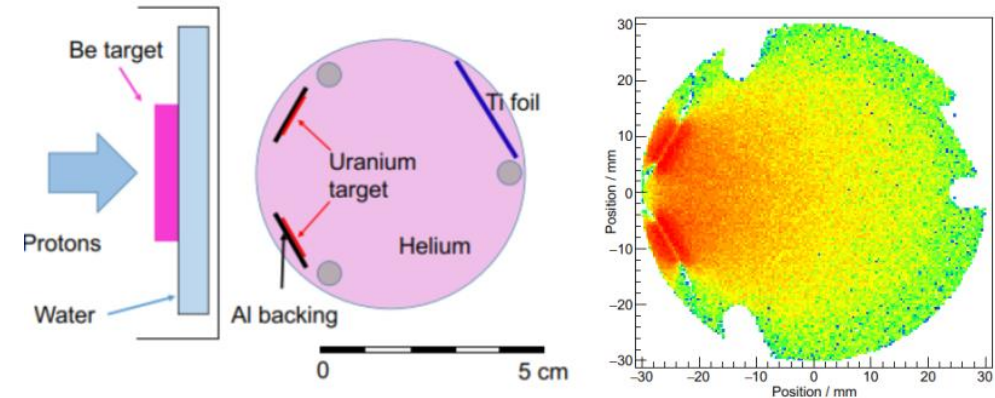 Be target
Protons
Water
Uranium
target
Al backing
Helium
Ti foil
0
5 cm
Position / mm
30
20
10
0
−10
−20
−30
−30
−20
−10
0
10
20
30
Position / mm